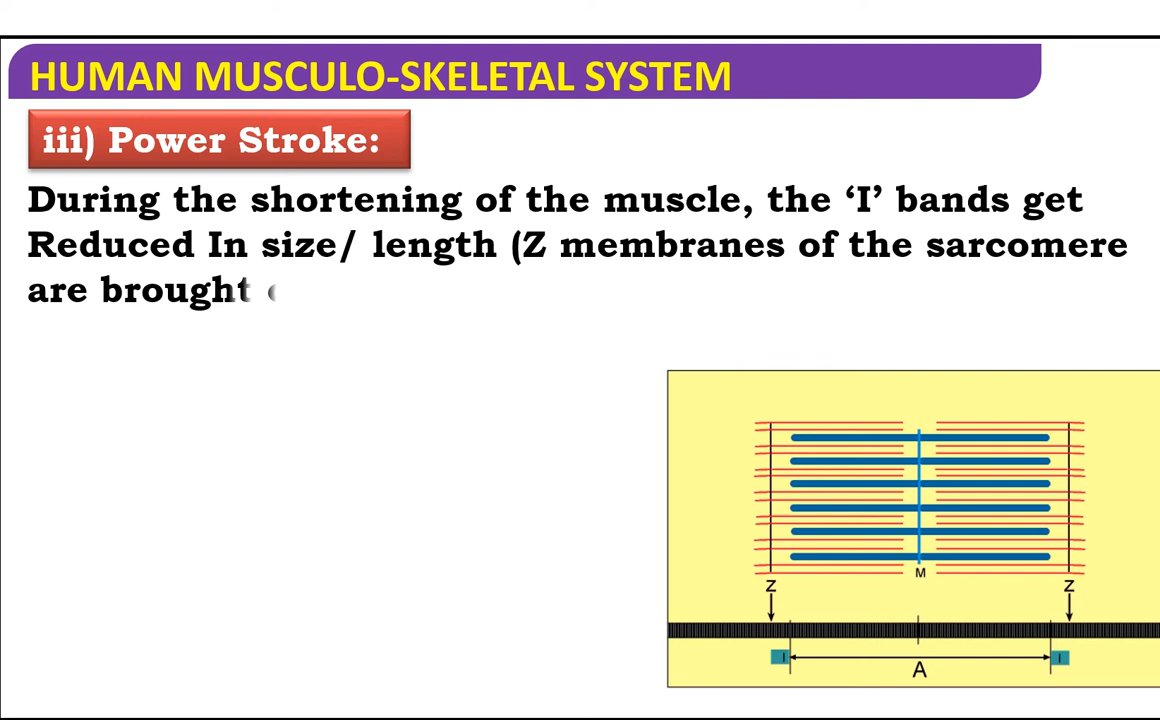 HUMAN MUSCULO-SKELETAL SYSTEM
iii) Power Stroke:
During the shortening of the muscle, the ‘I’ bands get
Reduced In size/ length (Z membranes of the sarcomere
are brought
M
Z Z
I I
A